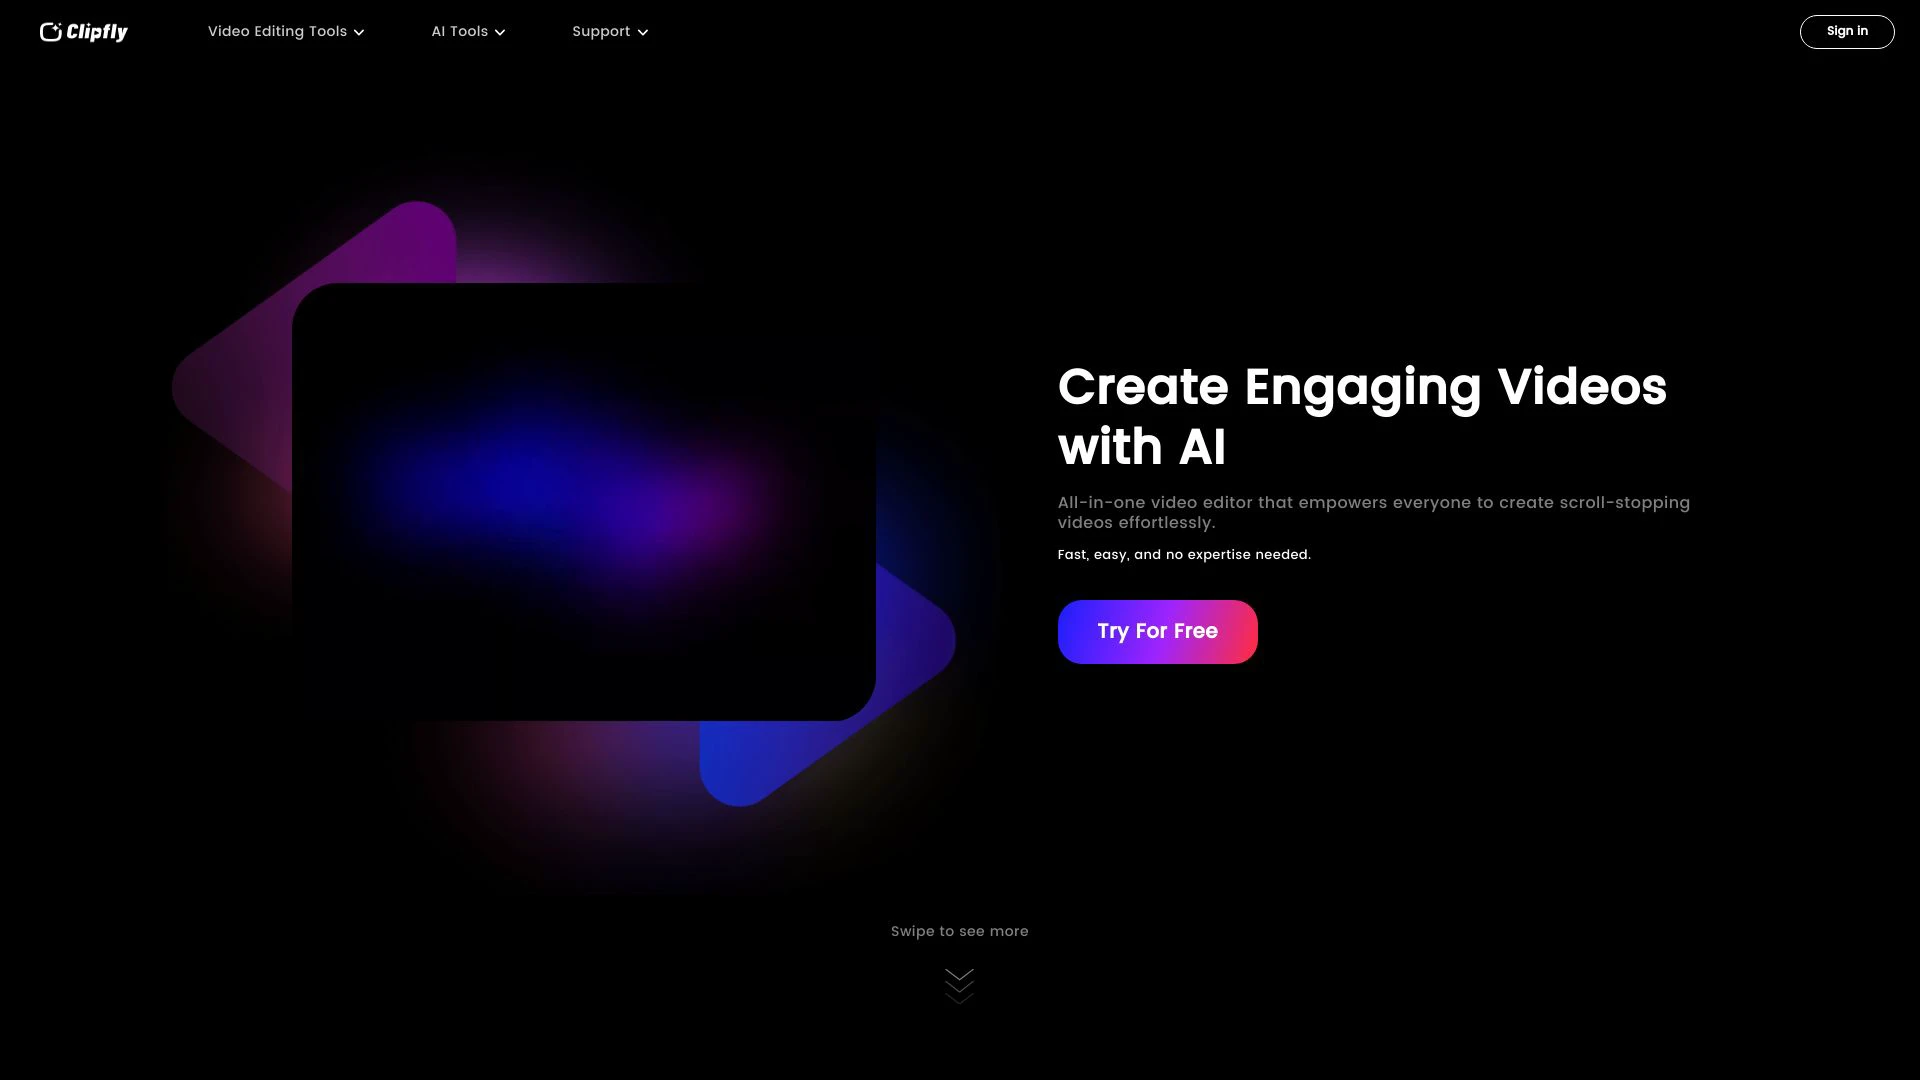 Clipfly
Video Editing Tools
AI Tools
Support
Sign in
Create Engaging Videos
with AI
All-in-one video editor that empowers everyone to create scroll-stopping
videos effortlessly.
Fast, easy, and no expertise needed.
Try For Free
Swipe to see more